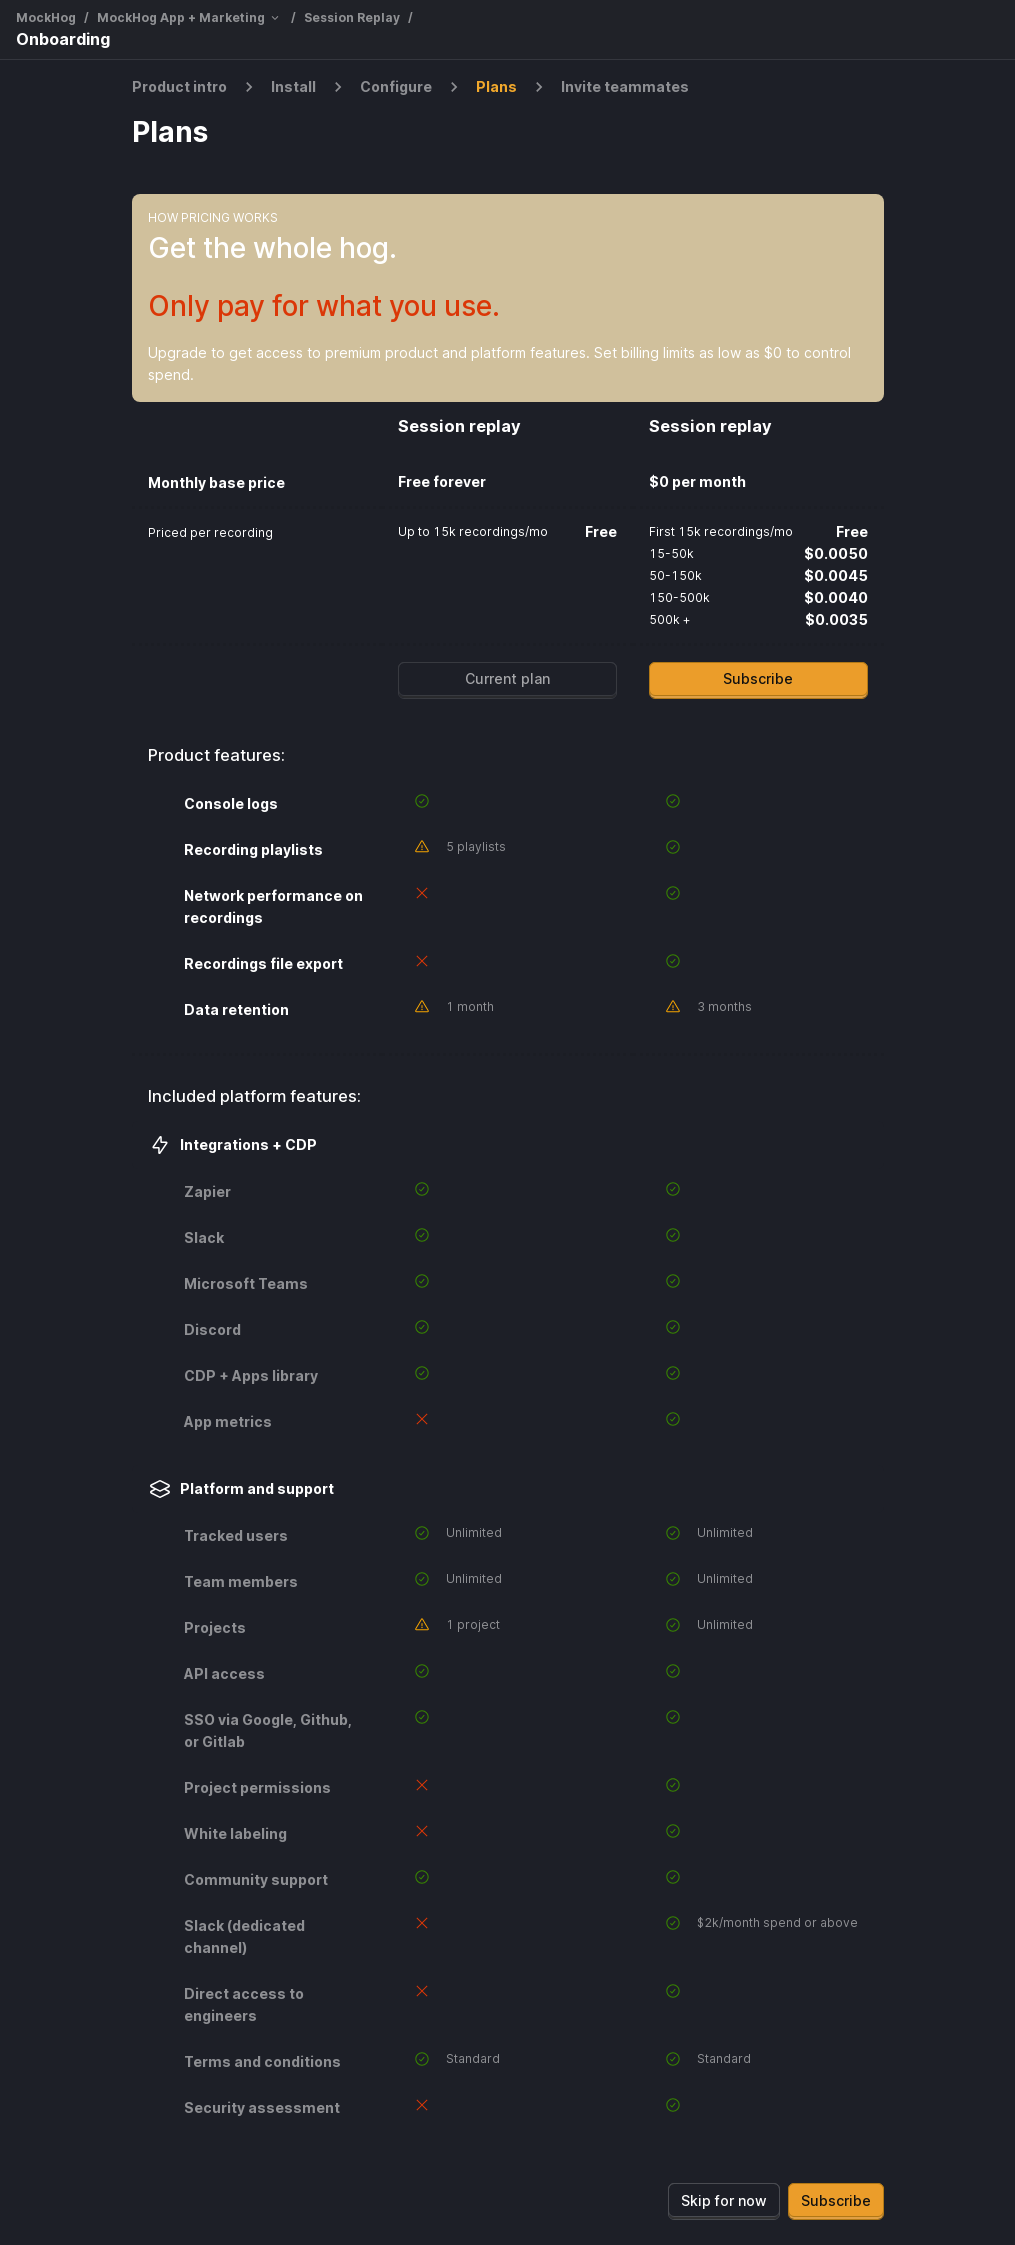 MockHog / MockHog App + Marketing / Session Replay /
Onboarding
Product intro > Install > Configure > Plans > Invite teammates
Plans
HOW PRICING WORKS
Get the whole hog.
Only pay for what you use.
Upgrade to get access to premium product and platform features. Set billing limits as low as $0 to control
spend.
Session replay Session replay
Monthly base price Free forever $0 per month
Priced per recording Up to 15k recordings/mo Free First 15k recordings/mo Free
15-50k $0.0050
50-150k $0.0045
150-500k $0.0040
500k + $0.0035
Current plan Subscribe
Product features:
Console logs
Recording playlists 5 playlists
Network performance on
recordings
Recordings file export
Data retention 1 month 3 months
Included platform features:
Integrations + CDP
Zapier
Slack
Microsoft Teams
Discord
CDP + Apps library
App metrics
Platform and support
Tracked users Unlimited Unlimited
Team members Unlimited Unlimited
Projects 1 project Unlimited
API access
SSO via Google, Github,
or Gitlab
Project permissions
White labeling
Community support
Slack (dedicated $2k/month spend or above
channel)
Direct access to
engineers
Terms and conditions Standard Standard
Security assessment
Skip for now Subscribe